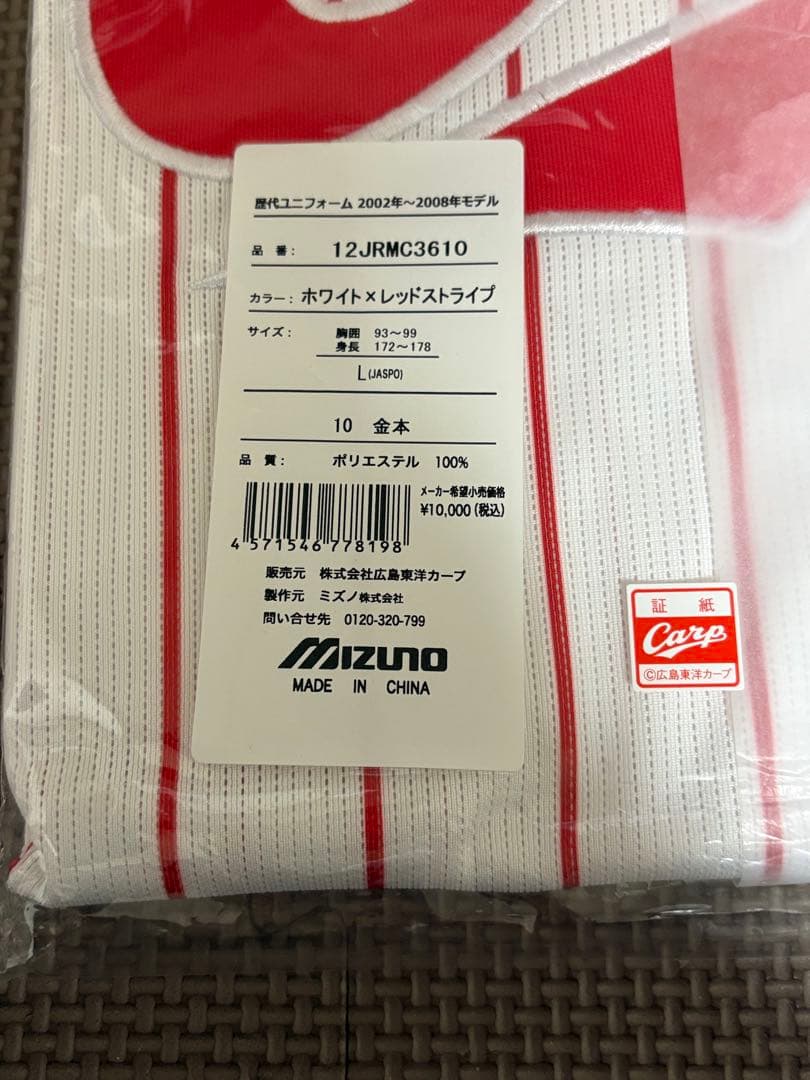 歴代ユニフォーム 2002年～2008年モデル
品 番： 12JRMC3610
カラー： ホワイト×レッドストライプ
サイズ： 胸囲 93～99
身長 172～178
L(JASPO)
10 金本
品 質： ポリエステル 100%
メーカー希望小売価格
¥10,000（税込）
4 571546 778198
販売元 株式会社広島東洋カープ
製作元 ミズノ株式会社
問い合せ先 0120-320-799
MIZUNO
MADE IN CHINA
証 紙
Carp
©広島東洋カープ